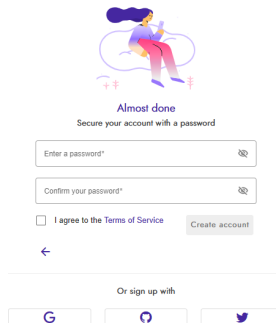 Almost done
Secure your account with a password
Enter a password*
Confirm your password*
I agree to the Terms of Service
Create account
Or sign up with